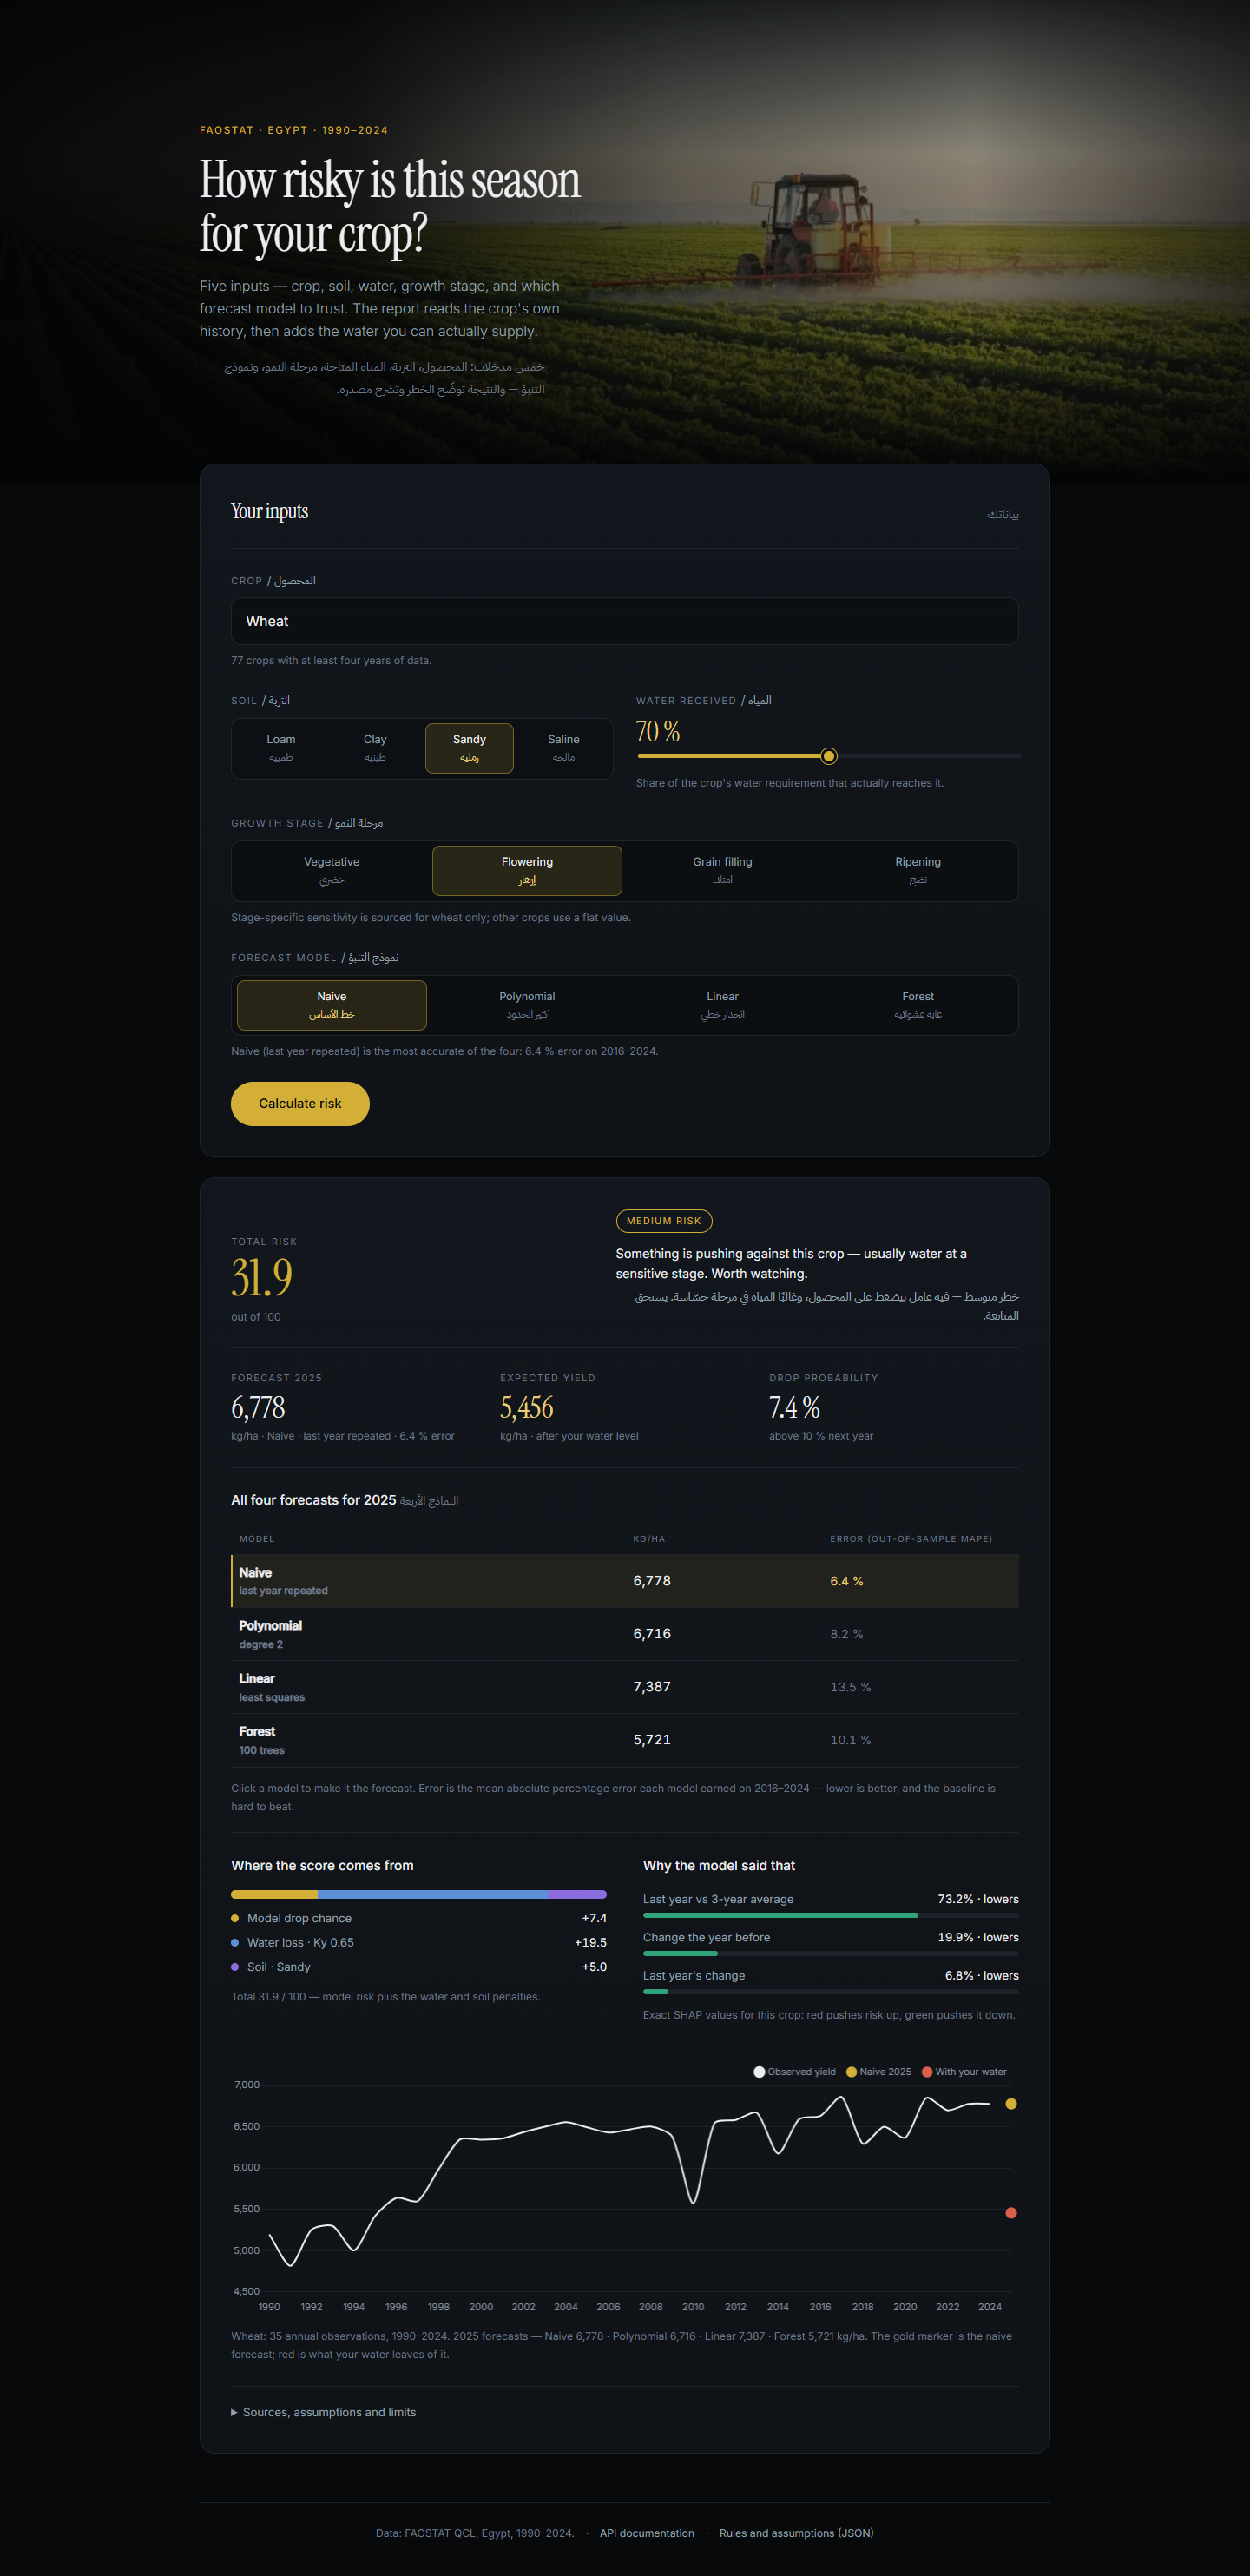 FAOSTAT · EGYPT · 1990–2024
How risky is this season
for your crop?
Five inputs — crop, soil, water, growth stage, and which
forecast model to trust. The report reads the crop's own
history, then adds the water you can actually supply.
خمس مدخلات: المحصول، التربة، المياه المتاحة، مرحلة النمو، ونموذج
التنبؤ — والنتيجة توضّح الخطر وتشرح مصدره.
Your inputs
بياناتك
CROP / المحصول
Wheat
77 crops with at least four years of data.
SOIL / التربة
Loam
طميية
Clay
طينية
Sandy
رملية
Saline
مالحة
WATER RECEIVED / المياه
70 %
Share of the crop's water requirement that actually reaches it.
GROWTH STAGE / مرحلة النمو
Vegetative
خضري
Flowering
إزهار
Grain filling
امتلاء
Ripening
نضج
Stage-specific sensitivity is sourced for wheat only; other crops use a flat value.
FORECAST MODEL / نموذج التنبؤ
Naive
خط الأساس
Polynomial
كثير الحدود
Linear
انحدار خطي
Forest
غابة عشوائية
Naive (last year repeated) is the most accurate of the four: 6.4 % error on 2016–2024.
Calculate risk
TOTAL RISK
31.9
out of 100
MEDIUM RISK
Something is pushing against this crop — usually water at a
sensitive stage. Worth watching.
خطر متوسط — فيه عامل بيضغط على المحصول، وغالبًا المياه في مرحلة حسّاسة. يستحق
المتابعة.
FORECAST 2025
6,778
kg/ha · Naive · last year repeated · 6.4 % error
EXPECTED YIELD
5,456
kg/ha · after your water level
DROP PROBABILITY
7.4 %
above 10 % next year
All four forecasts for 2025 النماذج الأربعة
MODEL KG/HA ERROR (OUT-OF-SAMPLE MAPE)
Naive
last year repeated
6,778
6.4 %
Polynomial
degree 2
6,716
8.2 %
Linear
least squares
7,387
13.5 %
Forest
100 trees
5,721
10.1 %
Click a model to make it the forecast. Error is the mean absolute percentage error each model earned on 2016–2024 — lower is better, and the baseline is
hard to beat.
Where the score comes from
Model drop chance +7.4
Water loss · Ky 0.65 +19.5
Soil · Sandy +5.0
Total 31.9 / 100 — model risk plus the water and soil penalties.
Why the model said that
Last year vs 3-year average 73.2% · lowers
Change the year before 19.9% · lowers
Last year's change 6.8% · lowers
Exact SHAP values for this crop: red pushes risk up, green pushes it down.
Observed yield Naive 2025 With your water
7,000
6,500
6,000
5,500
5,000
4,500
1990 1992 1994 1996 1998 2000 2002 2004 2006 2008 2010 2012 2014 2016 2018 2020 2022 2024
Wheat: 35 annual observations, 1990–2024. 2025 forecasts — Naive 6,778 · Polynomial 6,716 · Linear 7,387 · Forest 5,721 kg/ha. The gold marker is the naive
forecast; red is what your water leaves of it.
Sources, assumptions and limits
Data: FAOSTAT QCL, Egypt, 1990–2024. · API documentation · Rules and assumptions (JSON)